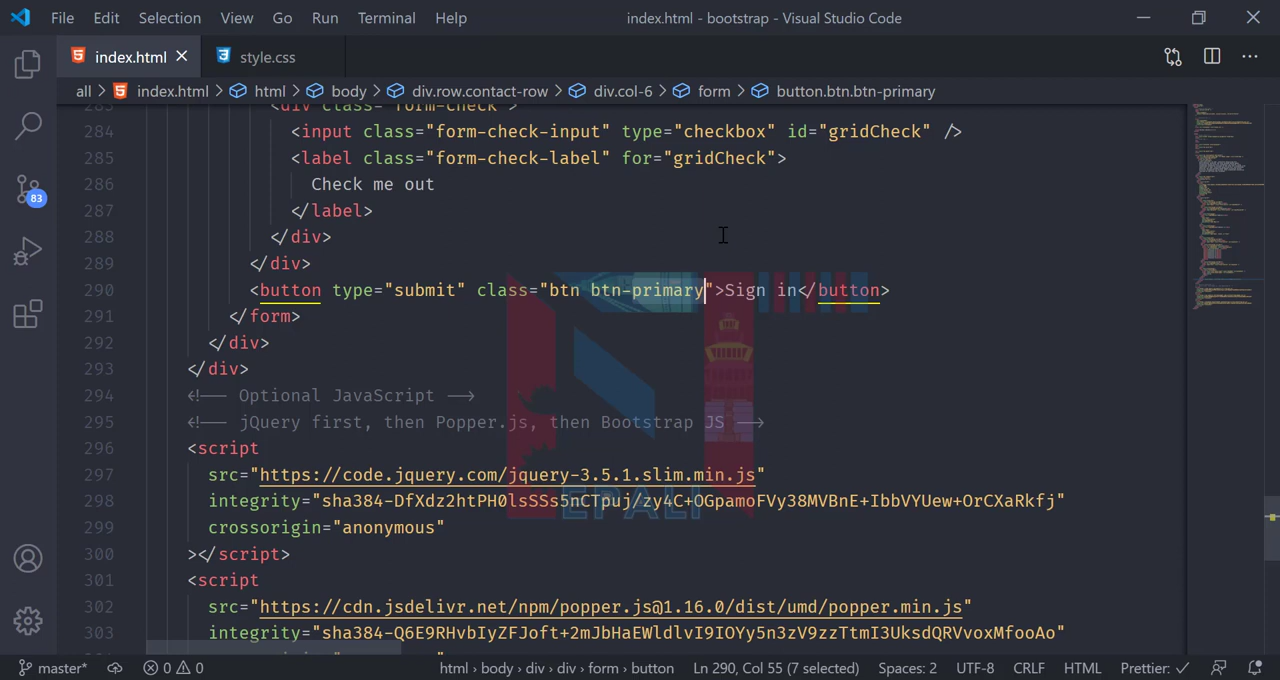 File Edit Selection View Go Run Terminal Help index.html - bootstrap - Visual Studio Code
index.html style.css
all > index.html > html > body > div.row.contact-row > div.col-6 > form > button.btn.btn-primary
283 <div class="form-check">
284 <input class="form-check-input" type="checkbox" id="gridCheck" />
285 <label class="form-check-label" for="gridCheck">
286 Check me out
287 </label>
288 </div>
289 </div>
290 <button type="submit" class="btn btn-primary">Sign in</button>
291 </form>
292 </div>
293 </div>
294 <!-- Optional JavaScript -->
295 <!-- jQuery first, then Popper.js, then Bootstrap JS -->
296 <script
297 src="https://code.jquery.com/jquery-3.5.1.slim.min.js"
298 integrity="sha384-DfXdz2htPH0lsSSs5nCTpuj/zy4C+OGpamoFVy38MVBnE+IbbVYUew+OrCXaRkfj"
299 crossorigin="anonymous"
300 ></script>
301 <script
302 src="https://cdn.jsdelivr.net/npm/popper.js@1.16.0/dist/umd/popper.min.js"
303 integrity="sha384-Q6E9RHvbIyZFJoft+2mJbHaEWldlvI9IOYy5n3zV9zzTtmI3UksdQRVvoxMfooAo"
EPALI
83
master* 0 0 html > body > div > div > form > button Ln 290, Col 55 (7 selected) Spaces: 2 UTF-8 CRLF HTML Prettier: ✓